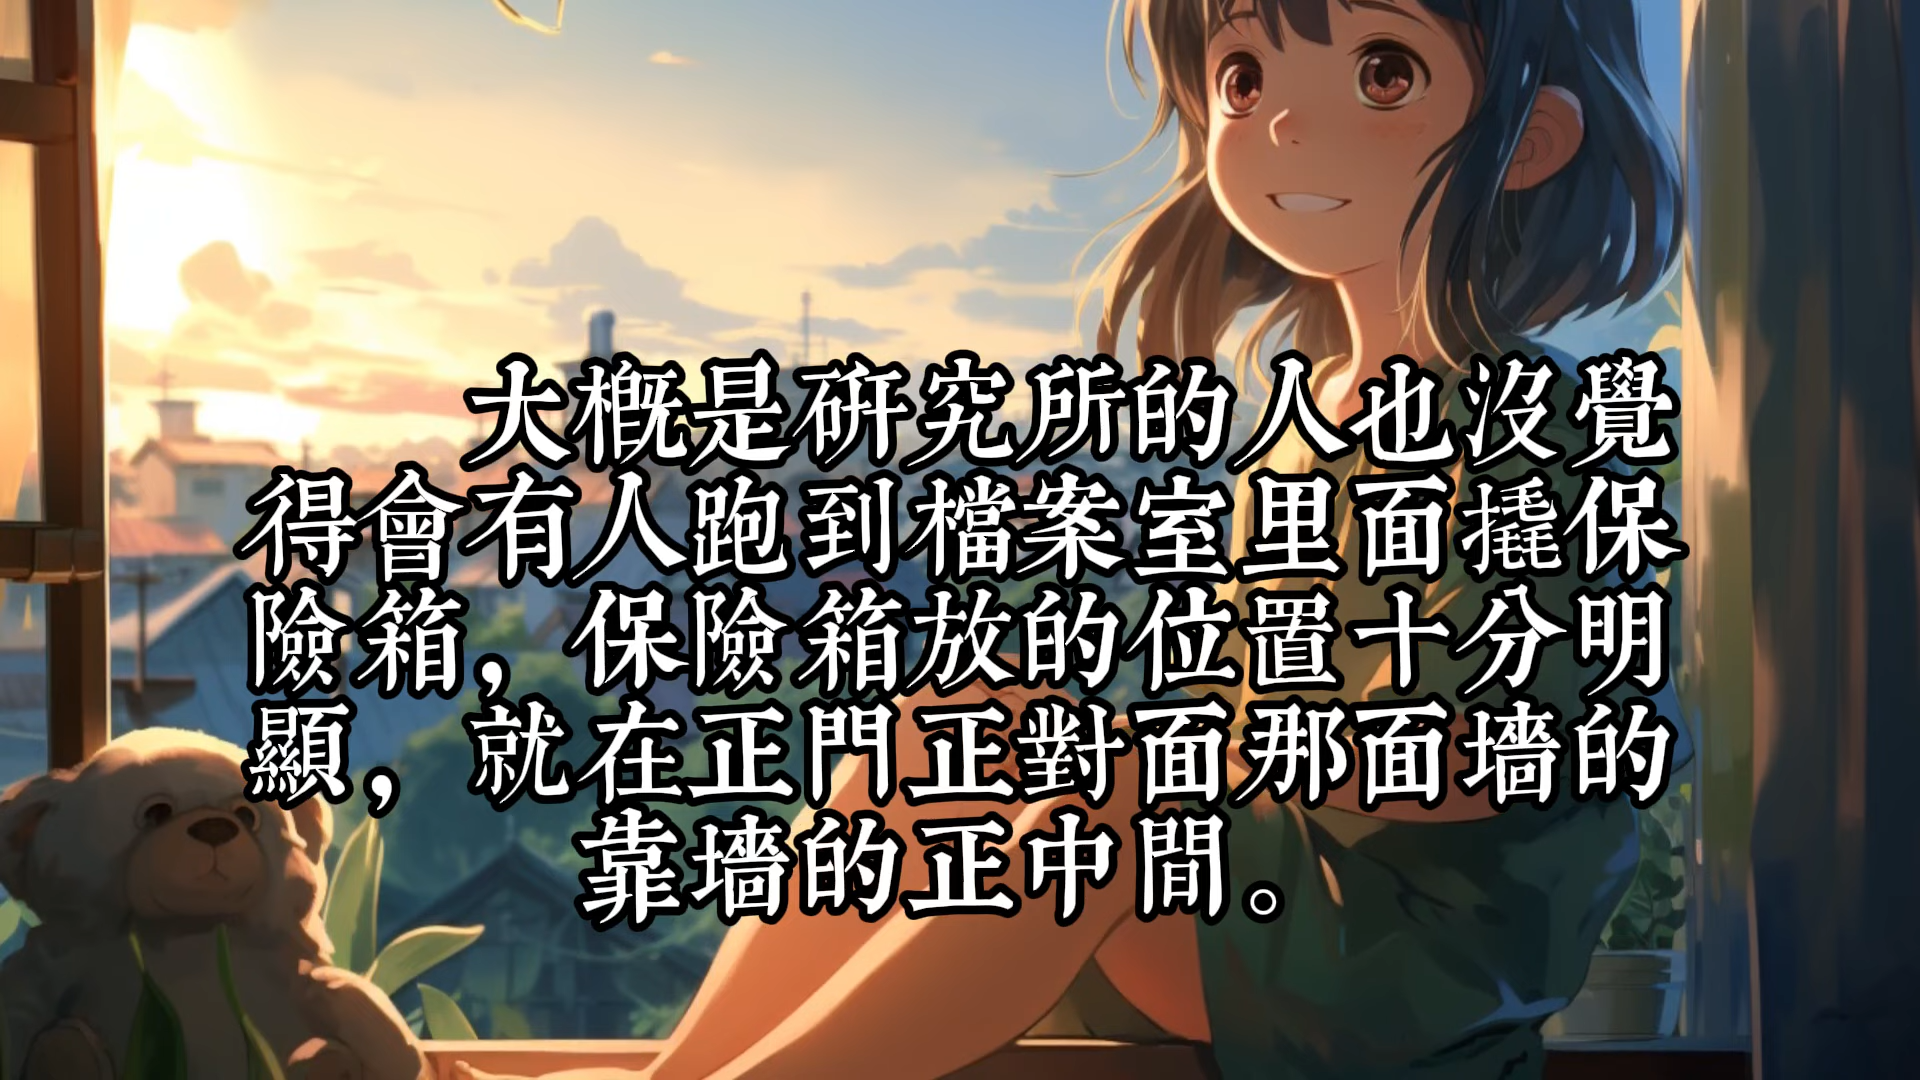 大概是研究所的人也沒覺
得會有人跑到檔案室里面撬保
險箱，保險箱放的位置十分明
顯，就在正門正對面那面墻的
靠墻的正中間。